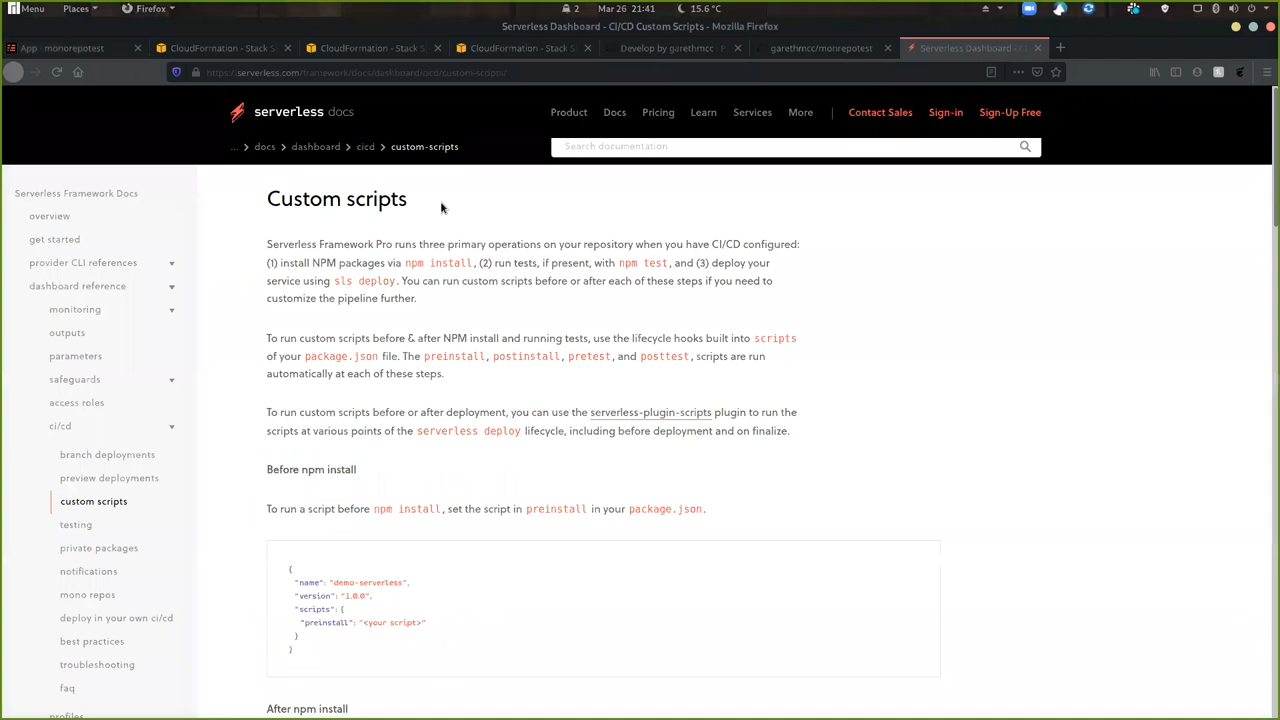 Menu Places Firefox 2 Mar 26 21:41 15.6 °C
Serverless Dashboard - CI/CD Custom Scripts - Mozilla Firefox
App · monorepotest
CloudFormation - Stack S
CloudFormation - Stack S
CloudFormation - Stack S
Develop by garethmcc · P
garethmcc/monrepotest
Serverless Dashboard - C
https://serverless.com/framework/docs/dashboard/cicd/custom-scripts/
serverless docs
Product Docs Pricing Learn Services More | Contact Sales Sign-in Sign-Up Free
... > docs > dashboard > cicd > custom-scripts
Search documentation
Serverless Framework Docs
overview
get started
provider CLI references
dashboard reference
monitoring
outputs
parameters
safeguards
access roles
ci/cd
branch deployments
preview deployments
custom scripts
testing
private packages
notifications
mono repos
deploy in your own ci/cd
best practices
troubleshooting
faq
profiles
Custom scripts
Serverless Framework Pro runs three primary operations on your repository when you have CI/CD configured:
(1) install NPM packages via npm install, (2) run tests, if present, with npm test, and (3) deploy your
service using sls deploy. You can run custom scripts before or after each of these steps if you need to
customize the pipeline further.
To run custom scripts before & after NPM install and running tests, use the lifecycle hooks built into scripts
of your package.json file. The preinstall, postinstall, pretest, and posttest, scripts are run
automatically at each of these steps.
To run custom scripts before or after deployment, you can use the serverless-plugin-scripts plugin to run the
scripts at various points of the serverless deploy lifecycle, including before deployment and on finalize.
Before npm install
To run a script before npm install, set the script in preinstall in your package.json.
{
"name": "demo-serverless",
"version": "1.0.0",
"scripts": {
"preinstall": "<your script>"
}
}
After npm install